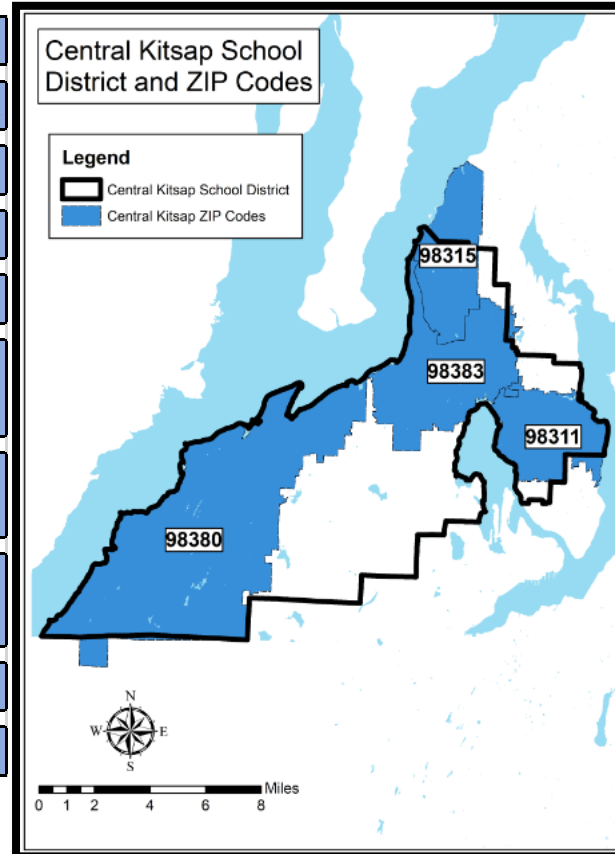 Central Kitsap School
District and ZIP Codes
Legend
Central Kitsap School District
Central Kitsap ZIP Codes
98315
98383
98311
98380
N
W E
S
Miles
0 1 2 4 6 8